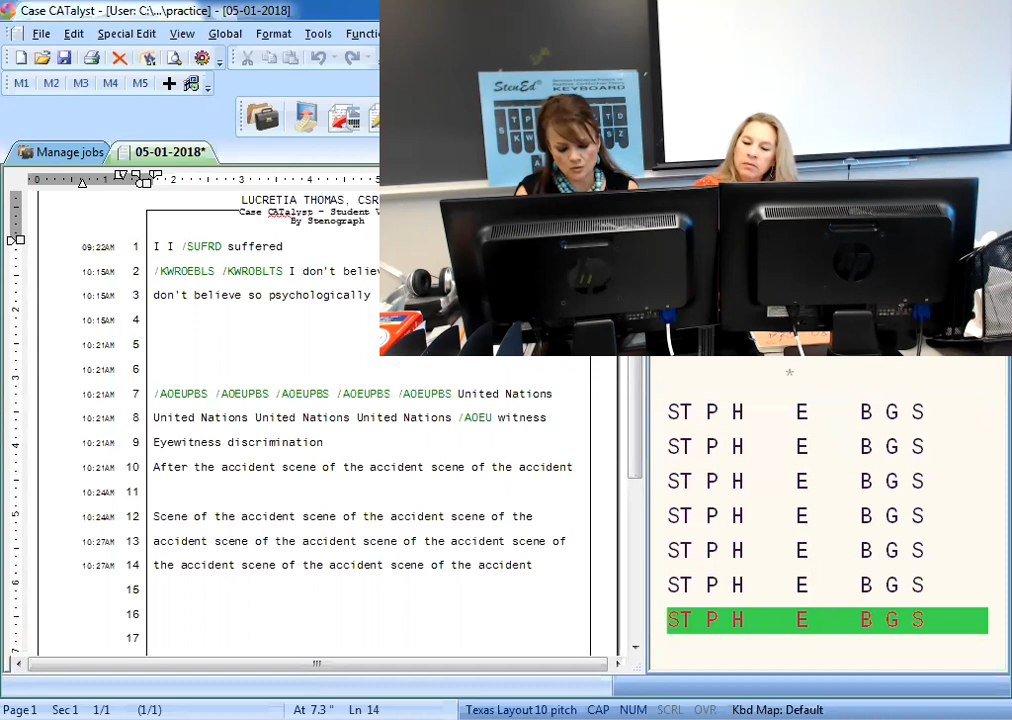 Case CATalyst - [User: C:\...\practice] - [05-01-2018]
File Edit Special Edit View Global Format Tools Functi
M1 M2 M3 M4 M5
Manage jobs 05-01-2018*
LUCRETIA THOMAS, CSR
Case CATalyst - Student V
By Stenograph
09:22AM 1 I I /SUFRD suffered
10:15AM 2 /KWROEBLS /KWROBLTS I don't believ
10:15AM 3 don't believe so psychologically
10:15AM 4
10:21AM 5
10:21AM 6
10:21AM 7 /AOEUPBS /AOEUPBS /AOEUPBS /AOEUPBS /AOEUPBS United Nations
10:21AM 8 United Nations United Nations United Nations /AOEU witness
10:21AM 9 Eyewitness discrimination
10:21AM 10 After the accident scene of the accident scene of the accident
10:24AM 11
10:24AM 12 Scene of the accident scene of the accident scene of the
10:27AM 13 accident scene of the accident scene of the accident scene of
10:27AM 14 the accident scene of the accident scene of the accident
15
16
17
StenEd®
KEYBOARD
*
ST P H E B G S
ST P H E B G S
ST P H E B G S
ST P H E B G S
ST P H E B G S
ST P H E B G S
ST P H E B G S
Page 1 Sec 1 1/1 (1/1) At 7.3 " Ln 14 Texas Layout 10 pitch CAP NUM SCRL OVR Kbd Map: Default